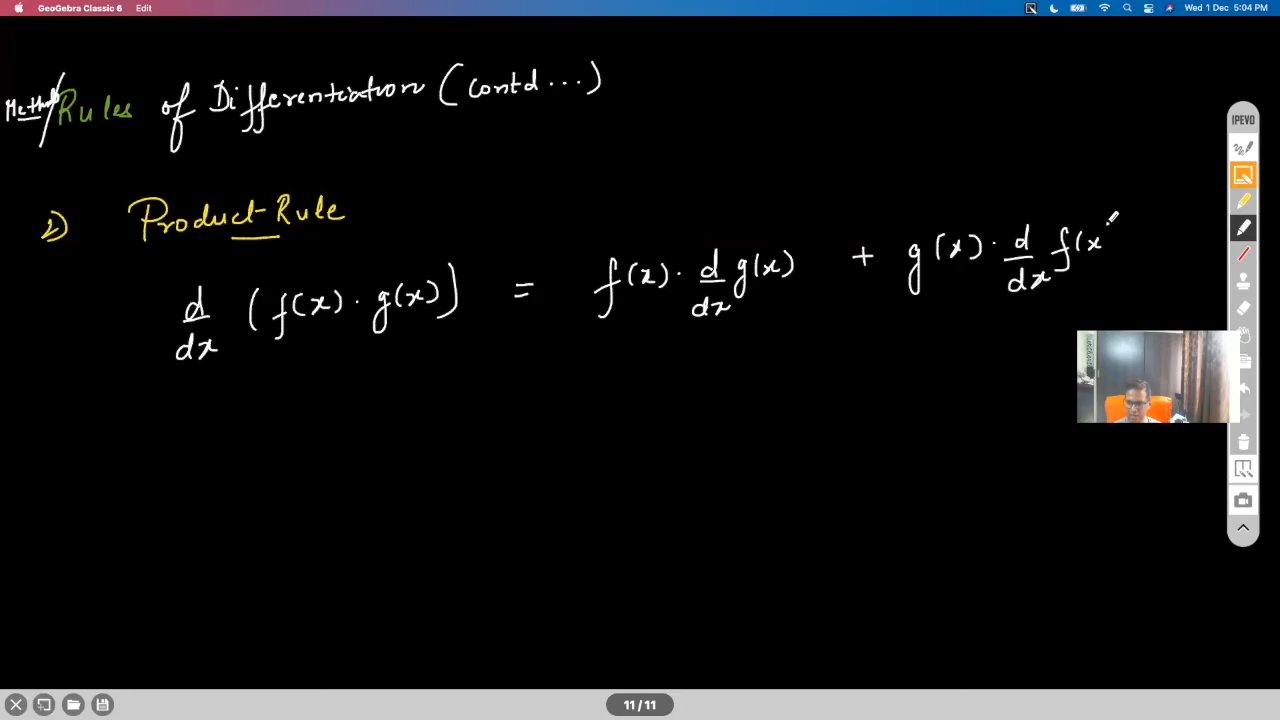 GeoGebra Classic 6 Edit Wed 1 Dec 5:04 PM
Rules of Differentiation (contd...)
IPEVO
2) Product Rule
d/dx (f(x) · g(x)) = f(x) · d/dx g(x) + g(x) · d/dx f(x
11 / 11